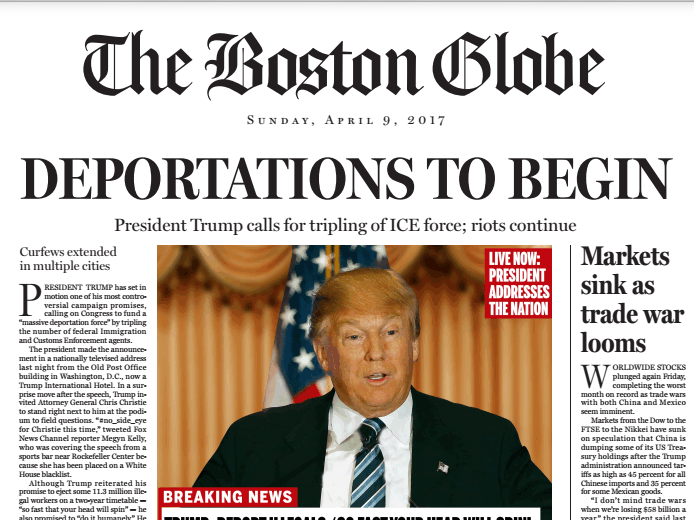 The Boston Globe
SUNDAY, APRIL 9, 2017
DEPORTATIONS TO BEGIN
President Trump calls for tripling of ICE force; riots continue
Curfews extended
in multiple cities
PRESIDENT TRUMP has set in
motion one of his most contro-
versial campaign promises,
calling on Congress to fund a
“massive deportation force” by tripling
the number of federal Immigration
and Customs Enforcement agents.
The president made the announce-
ment in a nationally televised address
last night from the Old Post Office
building in Washington, D.C., now a
Trump International Hotel. In a sur-
prise move after the speech, Trump in-
vited Attorney General Chris Christie
to stand right next to him at the podi-
um to field questions. “#no_side_eye
for Christie this time,” tweeted Fox
News Channel reporter Megyn Kelly,
who was covering the speech from a
sports bar near Rockefeller Center be-
cause she has been placed on a White
House blacklist.
Although Trump reiterated his
promise to eject some 11.3 million ille-
gal workers on a two-year timetable —
“so fast that your head will spin” — he
also promised to “do it humanely.” He
LIVE NOW:
PRESIDENT
ADDRESSES
THE NATION
BREAKING NEWS
Markets
sink as
trade war
looms
WORLDWIDE STOCKS
plunged again Friday,
completing the worst
month on record as trade wars
with both China and Mexico
seem imminent.
Markets from the Dow to the
FTSE to the Nikkei have sunk
on speculation that China is
dumping some of its US Trea-
sury holdings after the Trump
administration announced tar-
iffs as high as 45 percent for all
Chinese imports and 35 percent
for some Mexican goods.
“I don’t mind trade wars
when we’re losing $58 billion a
year,” the president said last